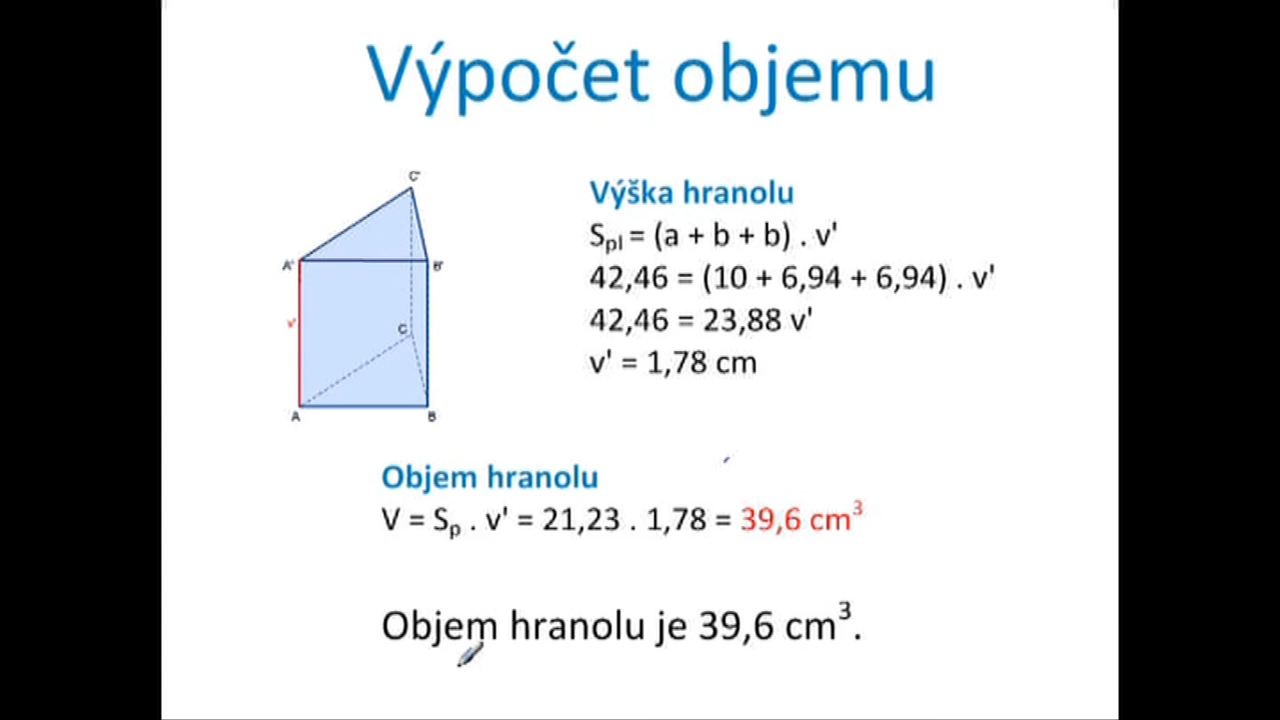 Výpočet objemu
C'
A'
B'
v'
C
A
B
Výška hranolu
Spl = (a + b + b) . v'
42,46 = (10 + 6,94 + 6,94) . v'
42,46 = 23,88 v'
v' = 1,78 cm
Objem hranolu
V = Sp . v' = 21,23 . 1,78 = 39,6 cm³
Objem hranolu je 39,6 cm³.